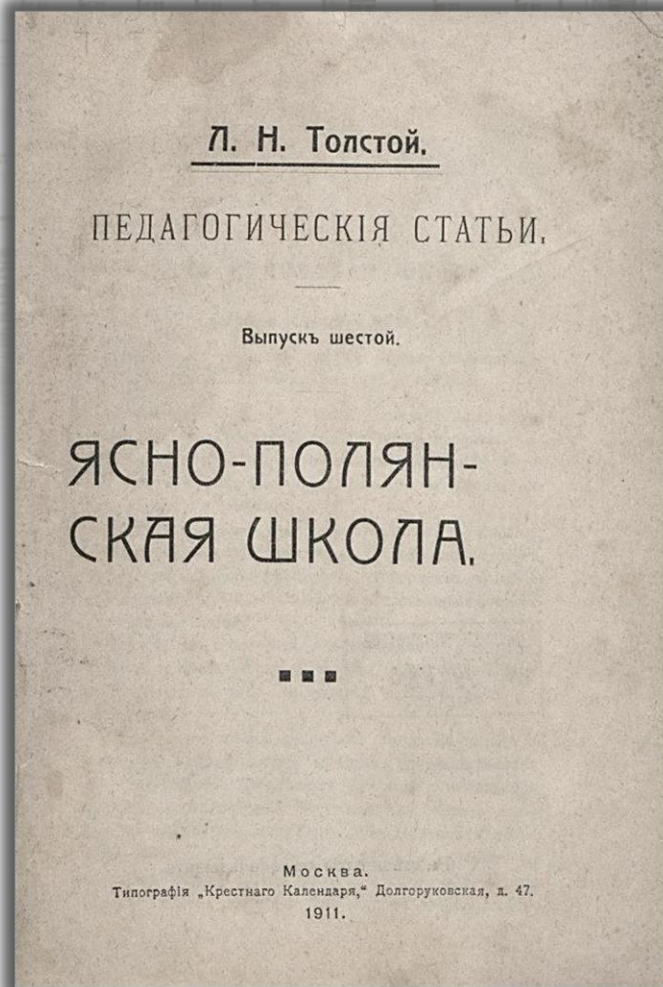 Л. Н. Толстой.
ПЕДАГОГИЧЕСКІЯ СТАТЬИ.
Выпускъ шестой.
ЯСНО-ПОЛЯН-
СКАЯ ШКОЛА.
Москва.
Типографія „Крестнаго Календаря,“ Долгоруковская, д. 47.
1911.